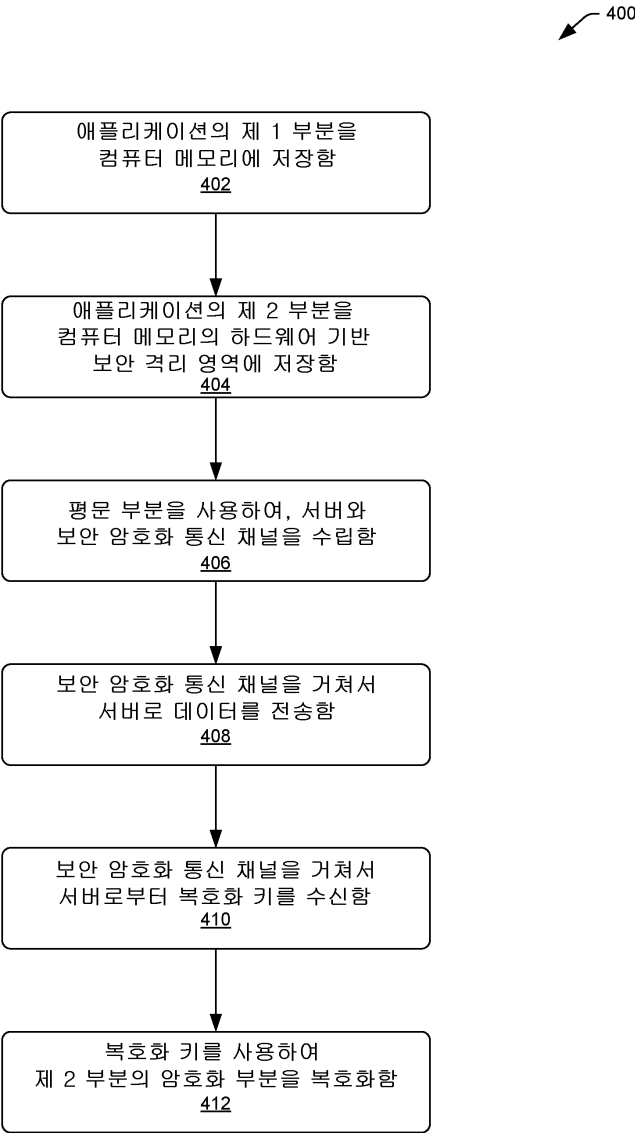 400
애플리케이션의 제 1 부분을
컴퓨터 메모리에 저장함
402
애플리케이션의 제 2 부분을
컴퓨터 메모리의 하드웨어 기반
보안 격리 영역에 저장함
404
평문 부분을 사용하여, 서버와
보안 암호화 통신 채널을 수립함
406
보안 암호화 통신 채널을 거쳐서
서버로 데이터를 전송함
408
보안 암호화 통신 채널을 거쳐서
서버로부터 복호화 키를 수신함
410
복호화 키를 사용하여
제 2 부분의 암호화 부분을 복호화함
412